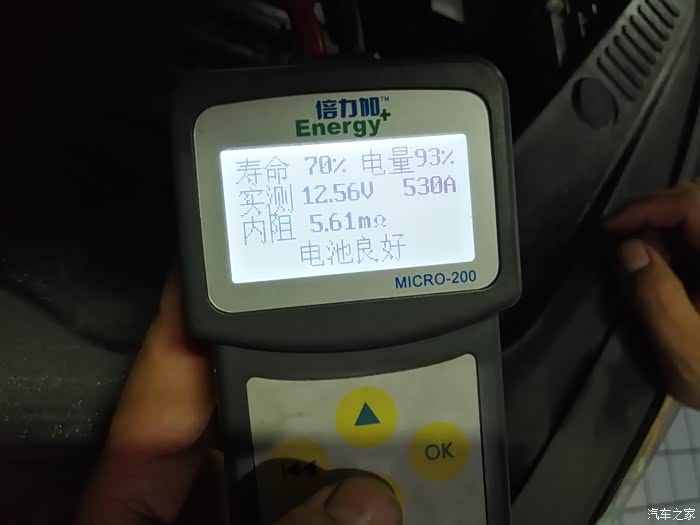 倍力加™
Energy+
寿命 70% 电量93%
实测 12.56V 530A
内阻 5.61mΩ
电池良好
MICRO-200
OK
汽车之家